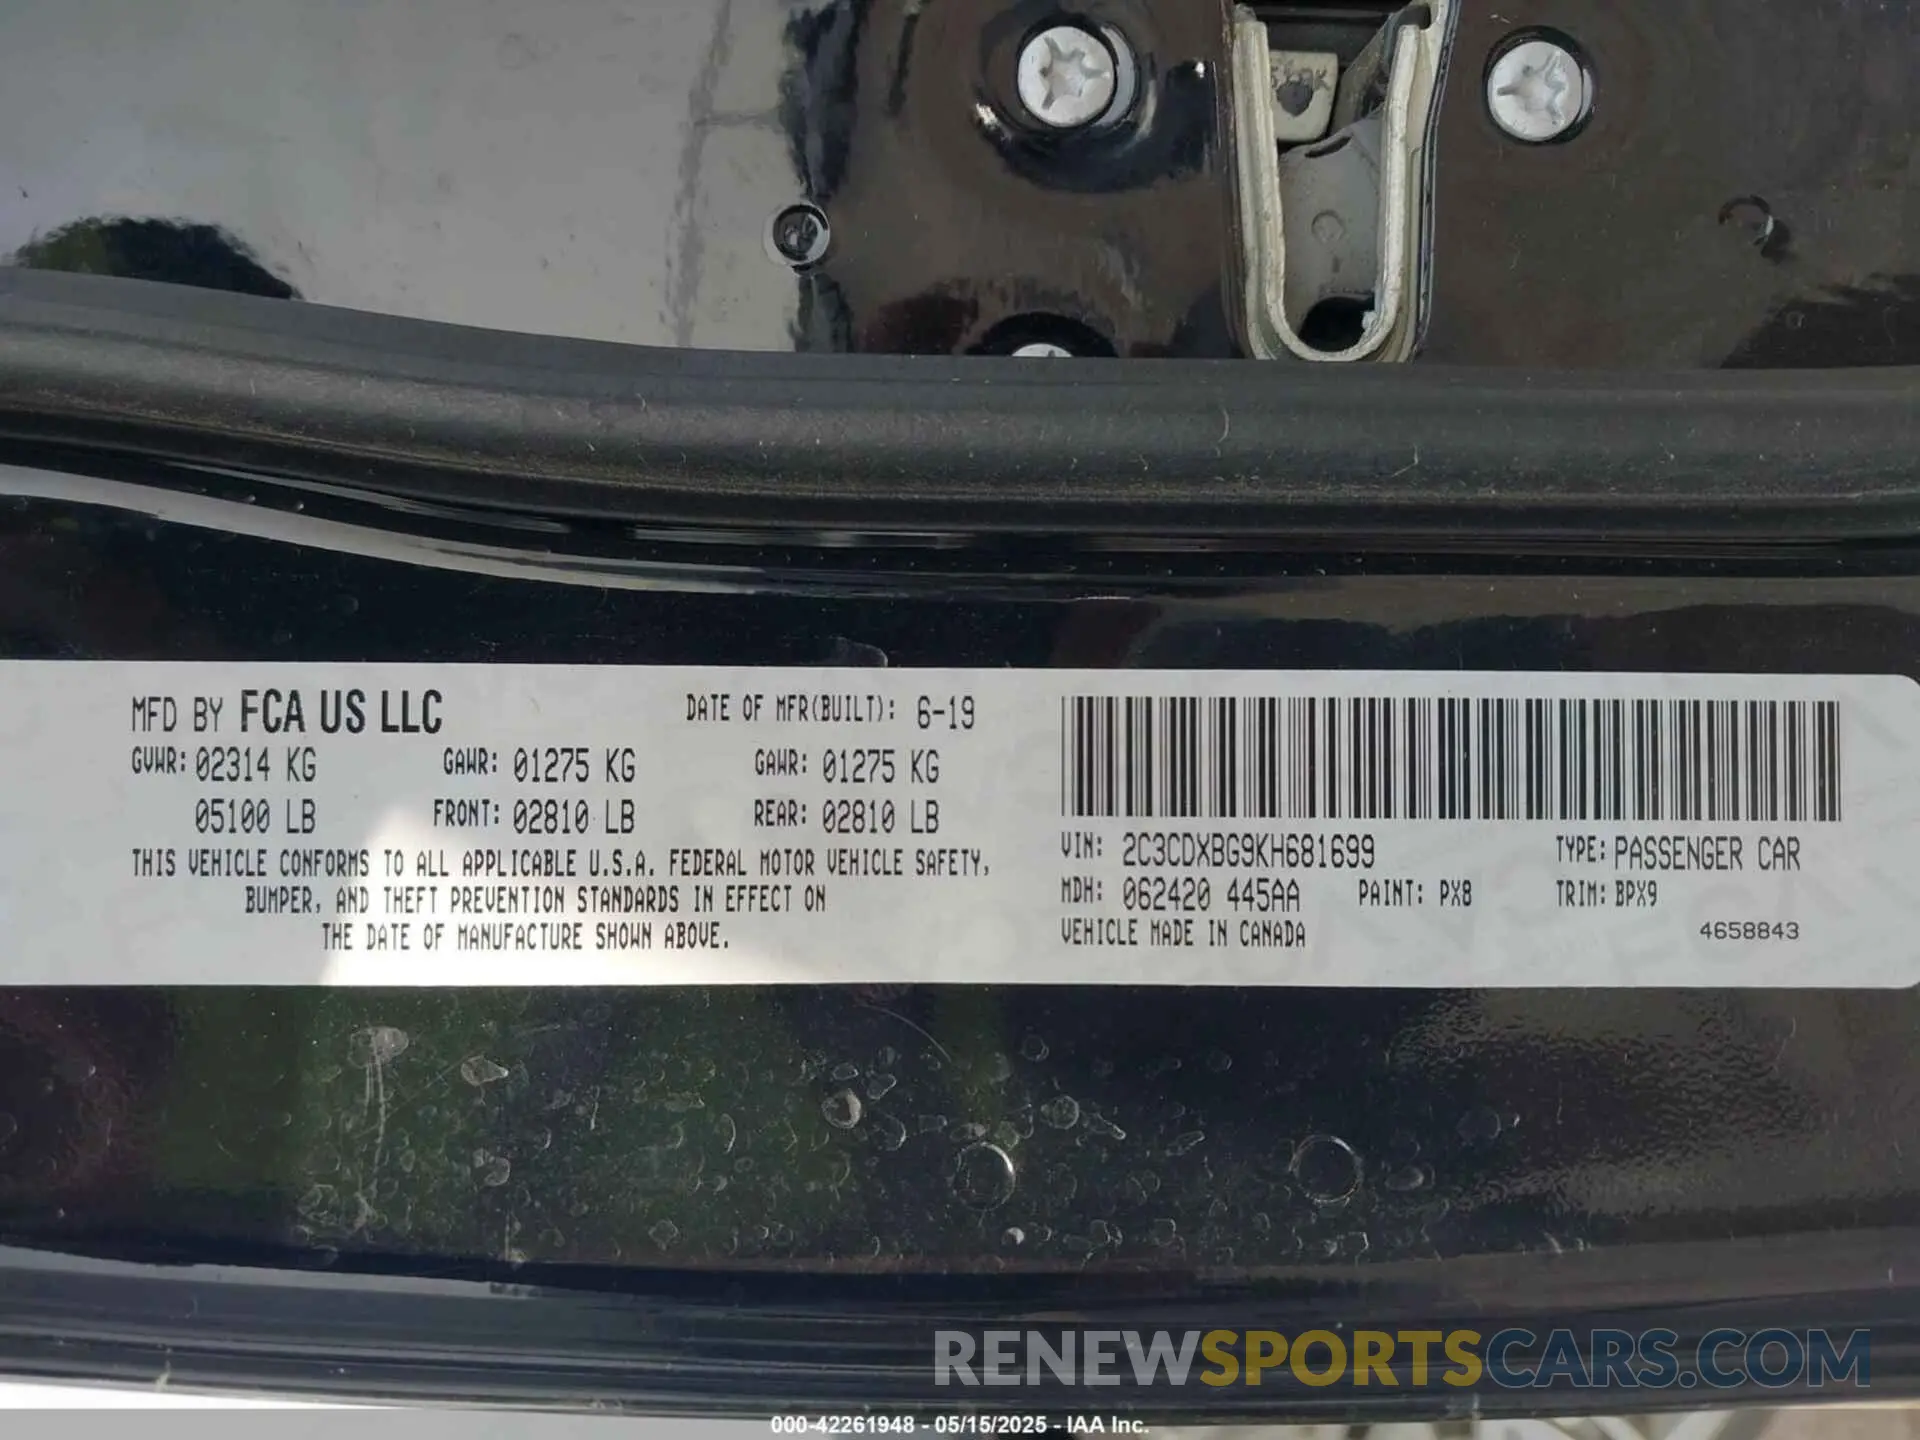 MFD BY FCA US LLC
DATE OF MFR(BUILT): 6-19
GVWR: 02314 KG GAWR: 01275 KG GAWR: 01275 KG
05100 LB FRONT: 02810 LB REAR: 02810 LB
THIS VEHICLE CONFORMS TO ALL APPLICABLE U.S.A. FEDERAL MOTOR VEHICLE SAFETY,
BUMPER, AND THEFT PREVENTION STANDARDS IN EFFECT ON
THE DATE OF MANUFACTURE SHOWN ABOVE.
VIN: 2C3CDXBG9KH681699 TYPE: PASSENGER CAR
MDH: 062420 445AA PAINT: PX8 TRIM: BPX9
VEHICLE MADE IN CANADA 4658843
RENEWSPORTSCARS.COM
000-42261948 - 05/15/2025 - IAA Inc.